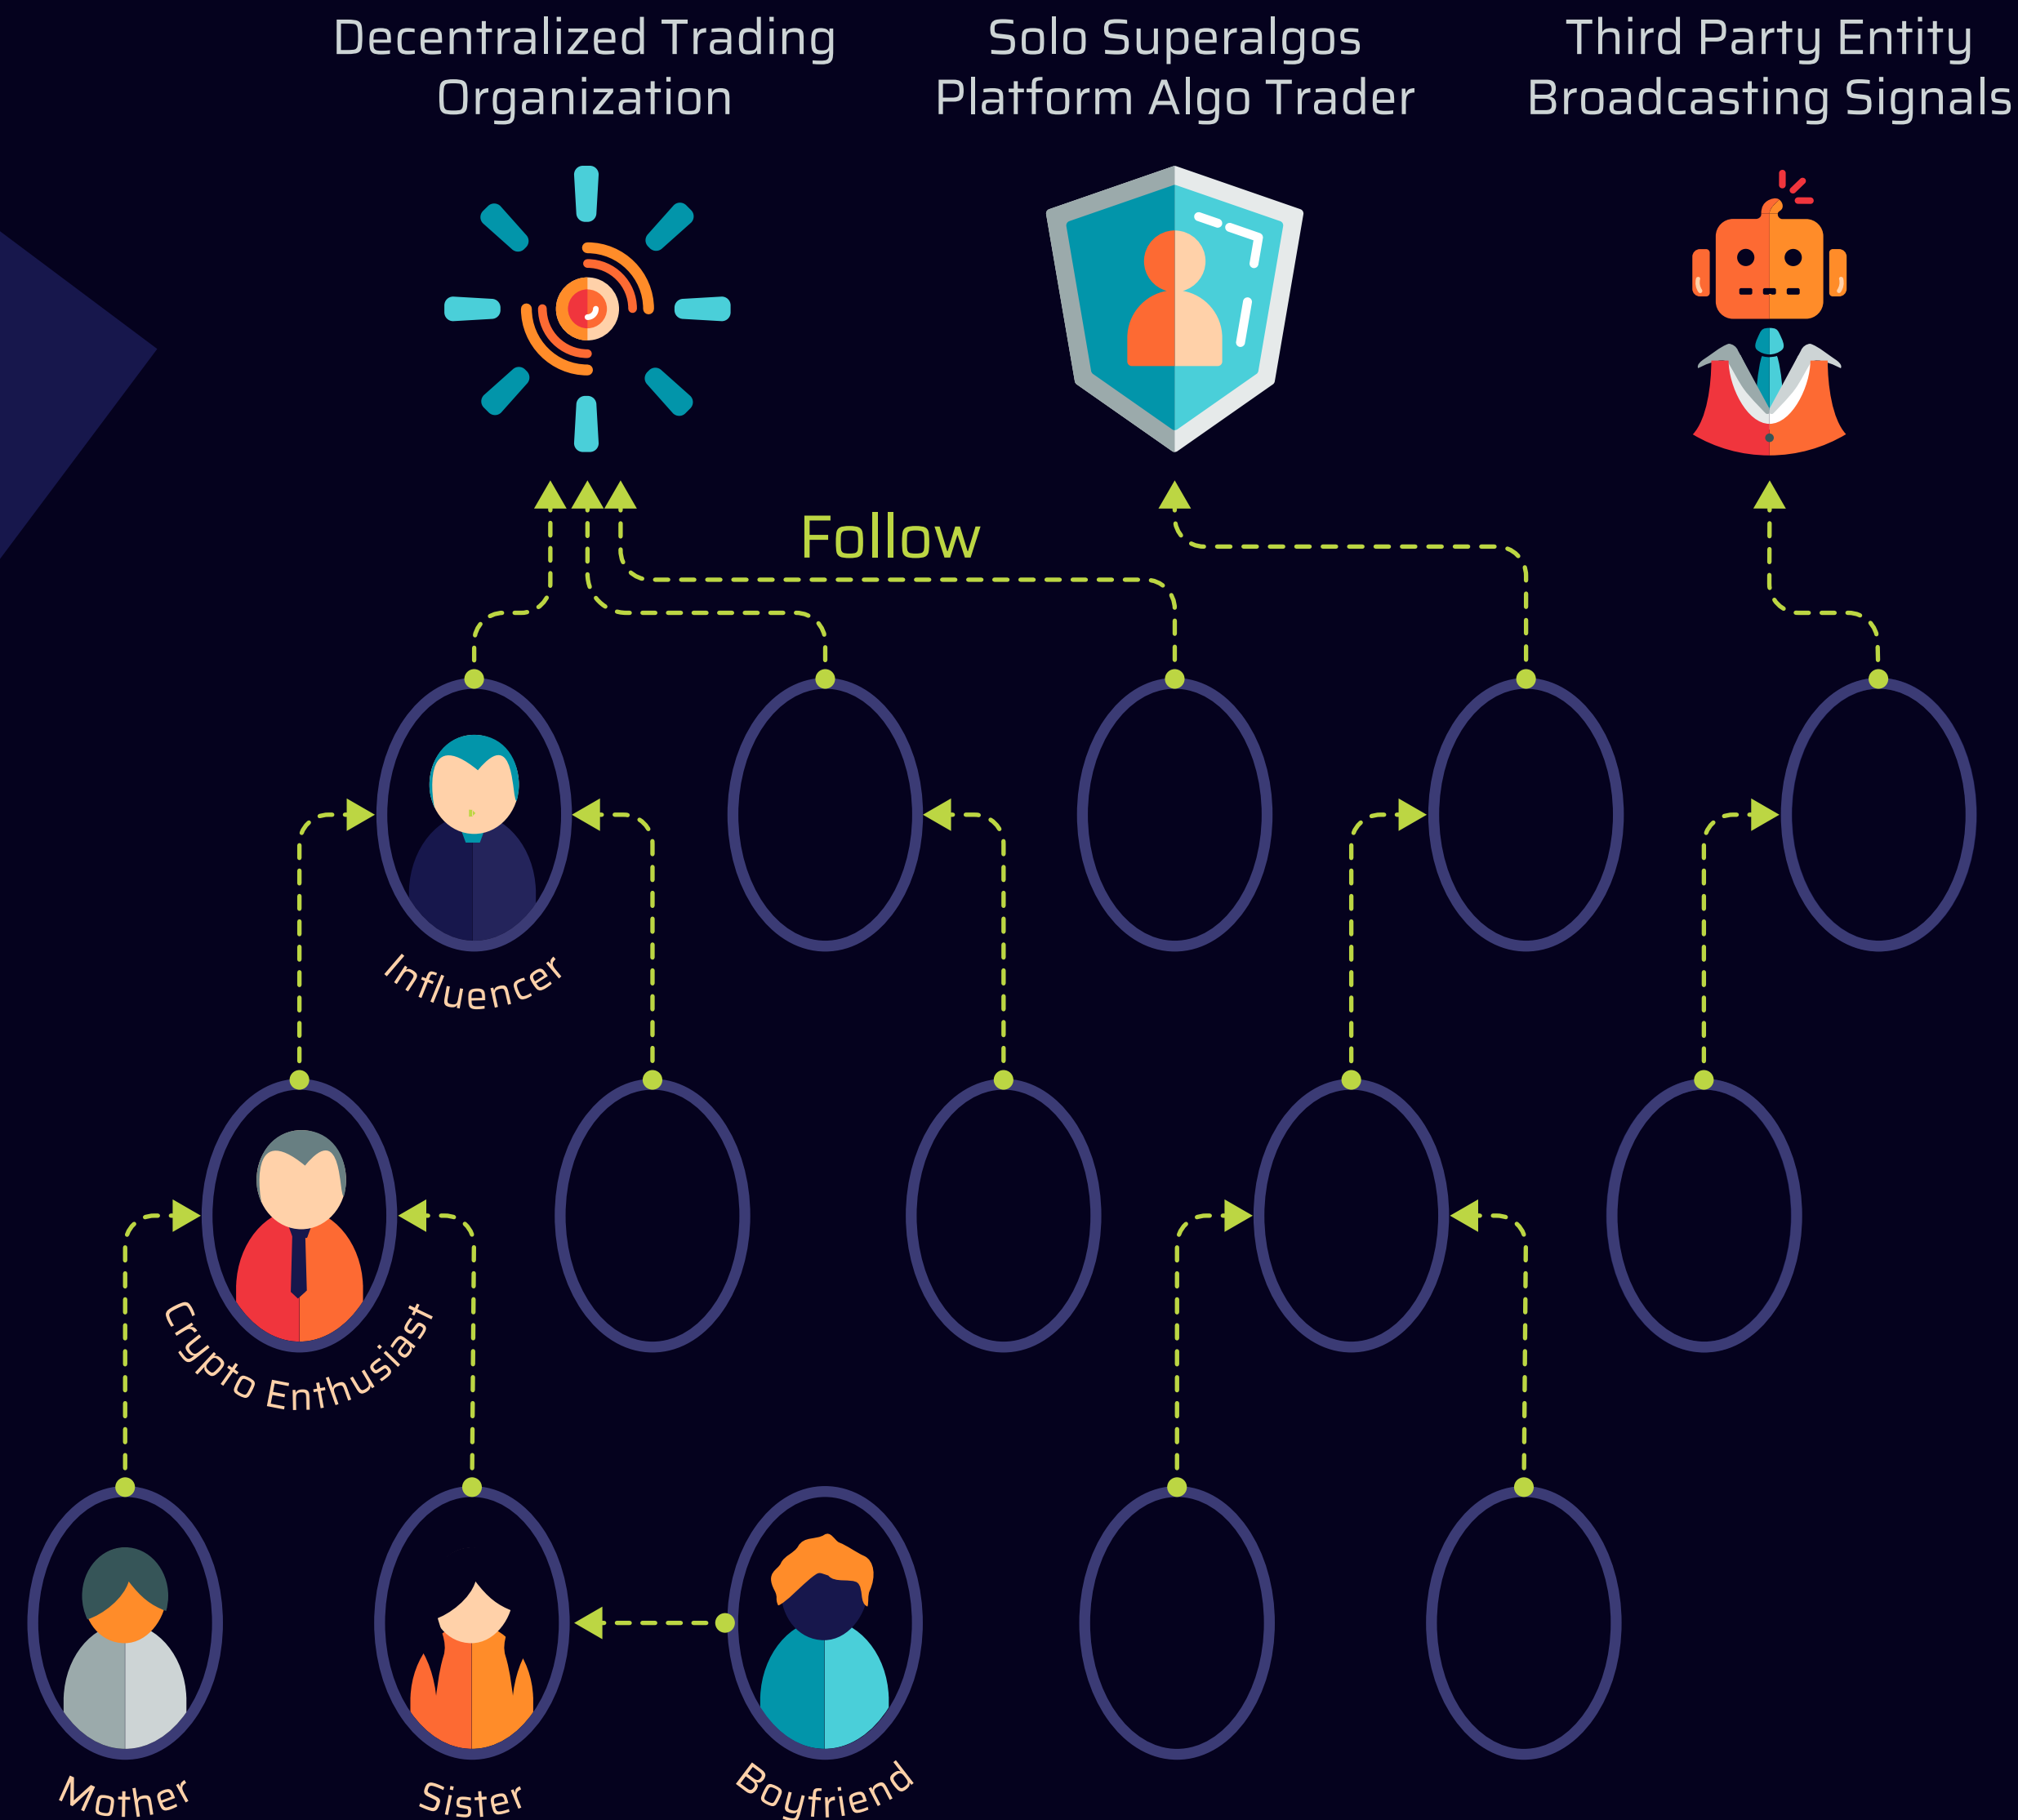 Decentralized Trading
Organization
Solo Superalgos
Platform Algo Trader
Third Party Entity
Broadcasting Signals
Follow
Influencer
Crypto Enthusiast
Mother
Sister
Boyfriend